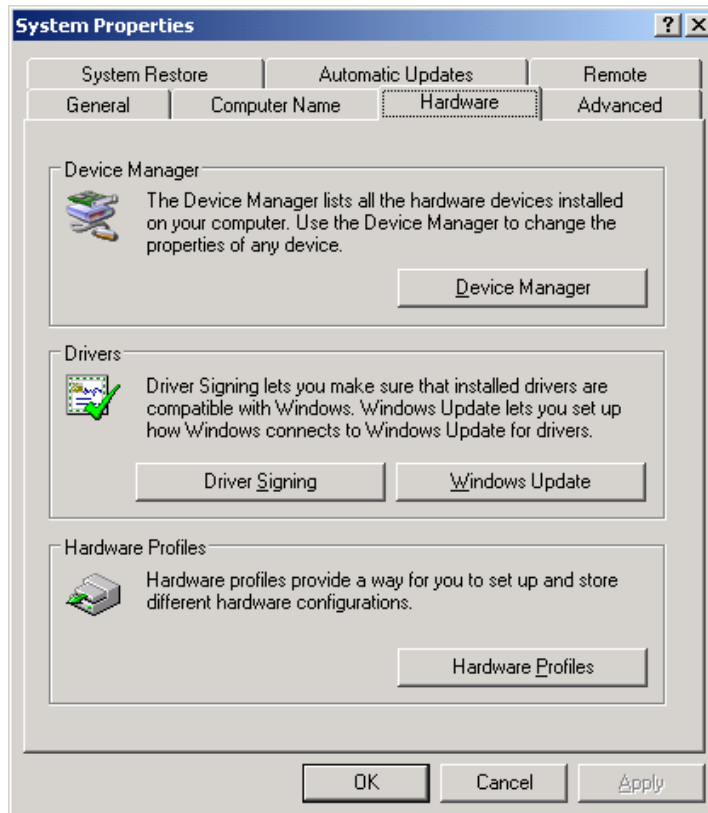 System Properties
System Restore Automatic Updates Remote
General Computer Name Hardware Advanced
Device Manager
The Device Manager lists all the hardware devices installed
on your computer. Use the Device Manager to change the
properties of any device.
Device Manager
Drivers
Driver Signing lets you make sure that installed drivers are
compatible with Windows. Windows Update lets you set up
how Windows connects to Windows Update for drivers.
Driver Signing Windows Update
Hardware Profiles
Hardware profiles provide a way for you to set up and store
different hardware configurations.
Hardware Profiles
OK Cancel Apply